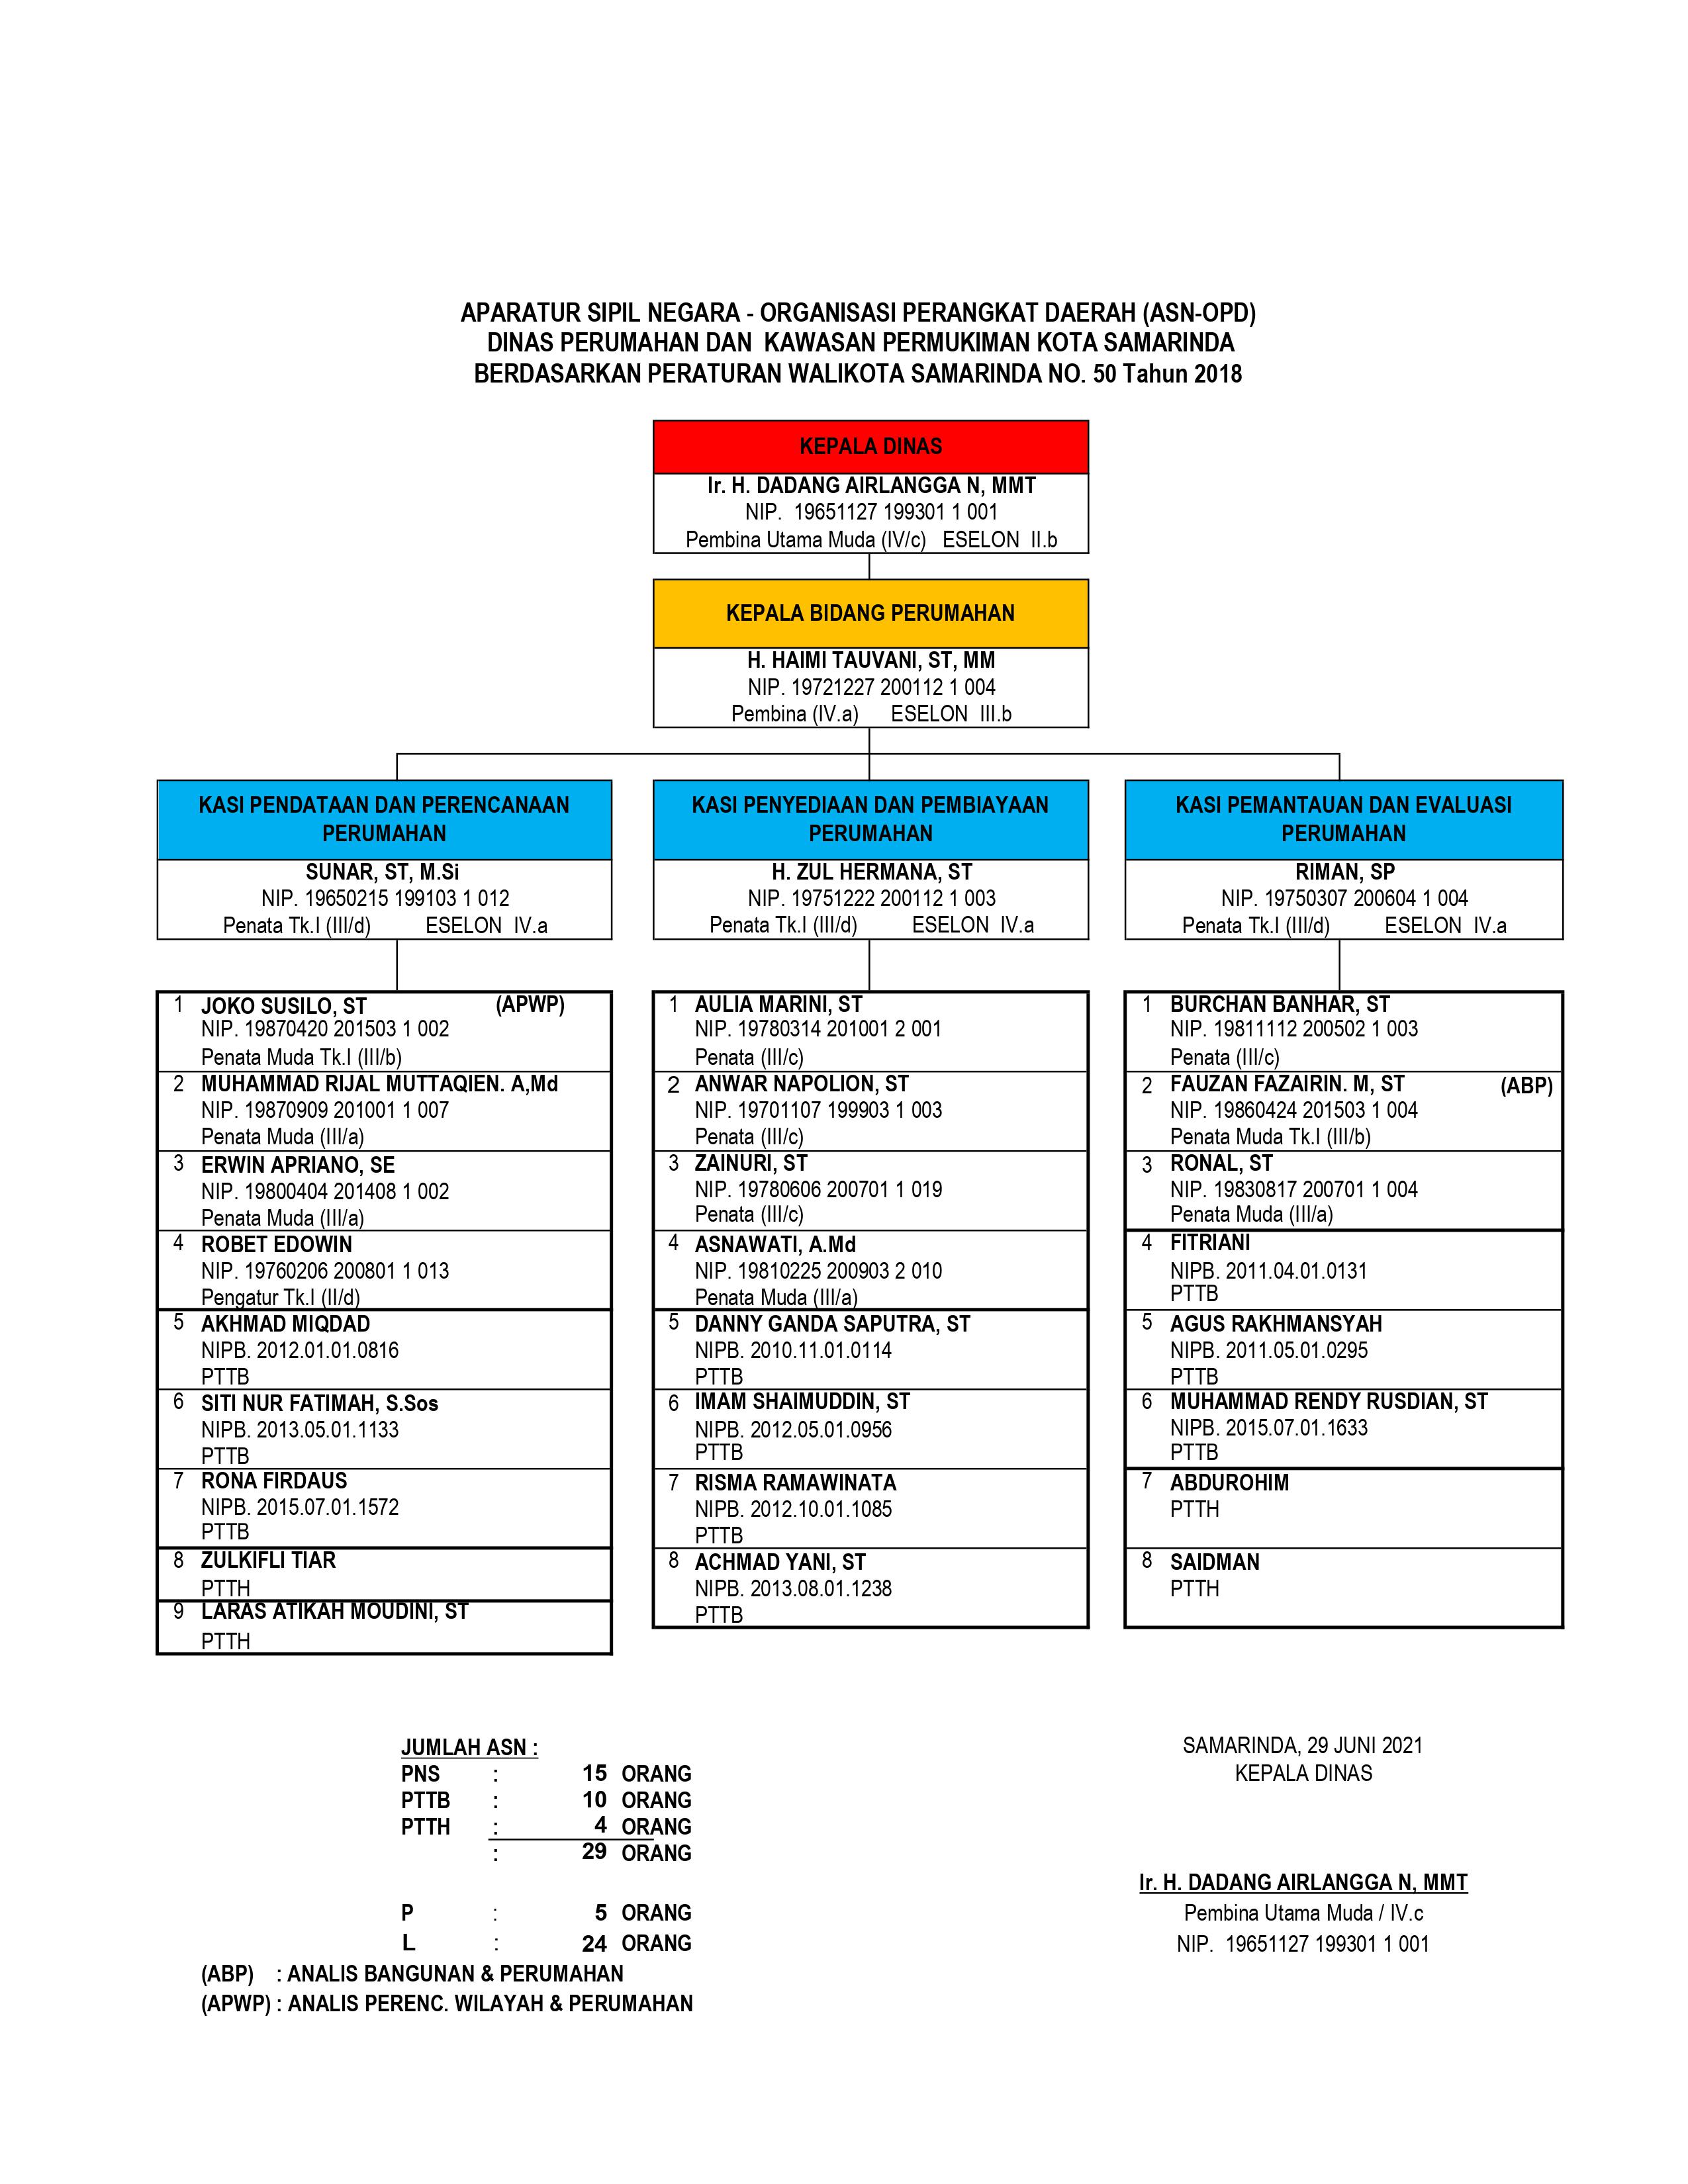 APARATUR SIPIL NEGARA - ORGANISASI PERANGKAT DAERAH (ASN-OPD)
DINAS PERUMAHAN DAN KAWASAN PERMUKIMAN KOTA SAMARINDA
BERDASARKAN PERATURAN WALIKOTA SAMARINDA NO. 50 Tahun 2018
KEPALA DINAS
Ir. H. DADANG AIRLANGGA N, MMT
NIP. 19651127 199301 1 001
Pembina Utama Muda (IV/c) ESELON II.b
KEPALA BIDANG PERUMAHAN
H. HAIMI TAUVANI, ST, MM
NIP. 19721227 200112 1 004
Pembina (IV.a) ESELON III.b
KASI PENDATAAN DAN PERENCANAAN
PERUMAHAN
SUNAR, ST, M.Si
NIP. 19650215 199103 1 012
Penata Tk.I (III/d) ESELON IV.a
1 JOKO SUSILO, ST (APWP)
NIP. 19870420 201503 1 002
Penata Muda Tk.I (III/b)
2 MUHAMMAD RIJAL MUTTAQIEN. A,Md
NIP. 19870909 201001 1 007
Penata Muda (III/a)
3 ERWIN APRIANO, SE
NIP. 19800404 201408 1 002
Penata Muda (III/a)
4 ROBET EDOWIN
NIP. 19760206 200801 1 013
Pengatur Tk.I (II/d)
5 AKHMAD MIQDAD
NIPB. 2012.01.01.0816
PTTB
6 SITI NUR FATIMAH, S.Sos
NIPB. 2013.05.01.1133
PTTB
7 RONA FIRDAUS
NIPB. 2015.07.01.1572
PTTB
8 ZULKIFLI TIAR
PTTH
9 LARAS ATIKAH MOUDINI, ST
PTTH
KASI PENYEDIAAN DAN PEMBIAYAAN
PERUMAHAN
H. ZUL HERMANA, ST
NIP. 19751222 200112 1 003
Penata Tk.I (III/d) ESELON IV.a
1 AULIA MARINI, ST
NIP. 19780314 201001 2 001
Penata (III/c)
2 ANWAR NAPOLION, ST
NIP. 19701107 199903 1 003
Penata (III/c)
3 ZAINURI, ST
NIP. 19780606 200701 1 019
Penata (III/c)
4 ASNAWATI, A.Md
NIP. 19810225 200903 2 010
Penata Muda (III/a)
5 DANNY GANDA SAPUTRA, ST
NIPB. 2010.11.01.0114
PTTB
6 IMAM SHAIMUDDIN, ST
NIPB. 2012.05.01.0956
PTTB
7 RISMA RAMAWINATA
NIPB. 2012.10.01.1085
PTTB
8 ACHMAD YANI, ST
NIPB. 2013.08.01.1238
PTTB
KASI PEMANTAUAN DAN EVALUASI
PERUMAHAN
RIMAN, SP
NIP. 19750307 200604 1 004
Penata Tk.I (III/d) ESELON IV.a
1 BURCHAN BANHAR, ST
NIP. 19811112 200502 1 003
Penata (III/c)
2 FAUZAN FAZAIRIN. M, ST (ABP)
NIP. 19860424 201503 1 004
Penata Muda Tk.I (III/b)
3 RONAL, ST
NIP. 19830817 200701 1 004
Penata Muda (III/a)
4 FITRIANI
NIPB. 2011.04.01.0131
PTTB
5 AGUS RAKHMANSYAH
NIPB. 2011.05.01.0295
PTTB
6 MUHAMMAD RENDY RUSDIAN, ST
NIPB. 2015.07.01.1633
PTTB
7 ABDUROHIM
PTTH
8 SAIDMAN
PTTH
JUMLAH ASN :
PNS : 15 ORANG
PTTB : 10 ORANG
PTTH : 4 ORANG
: 29 ORANG
P : 5 ORANG
L : 24 ORANG
(ABP) : ANALIS BANGUNAN & PERUMAHAN
(APWP) : ANALIS PERENC. WILAYAH & PERUMAHAN
SAMARINDA, 29 JUNI 2021
KEPALA DINAS
Ir. H. DADANG AIRLANGGA N, MMT
Pembina Utama Muda / IV.c
NIP. 19651127 199301 1 001